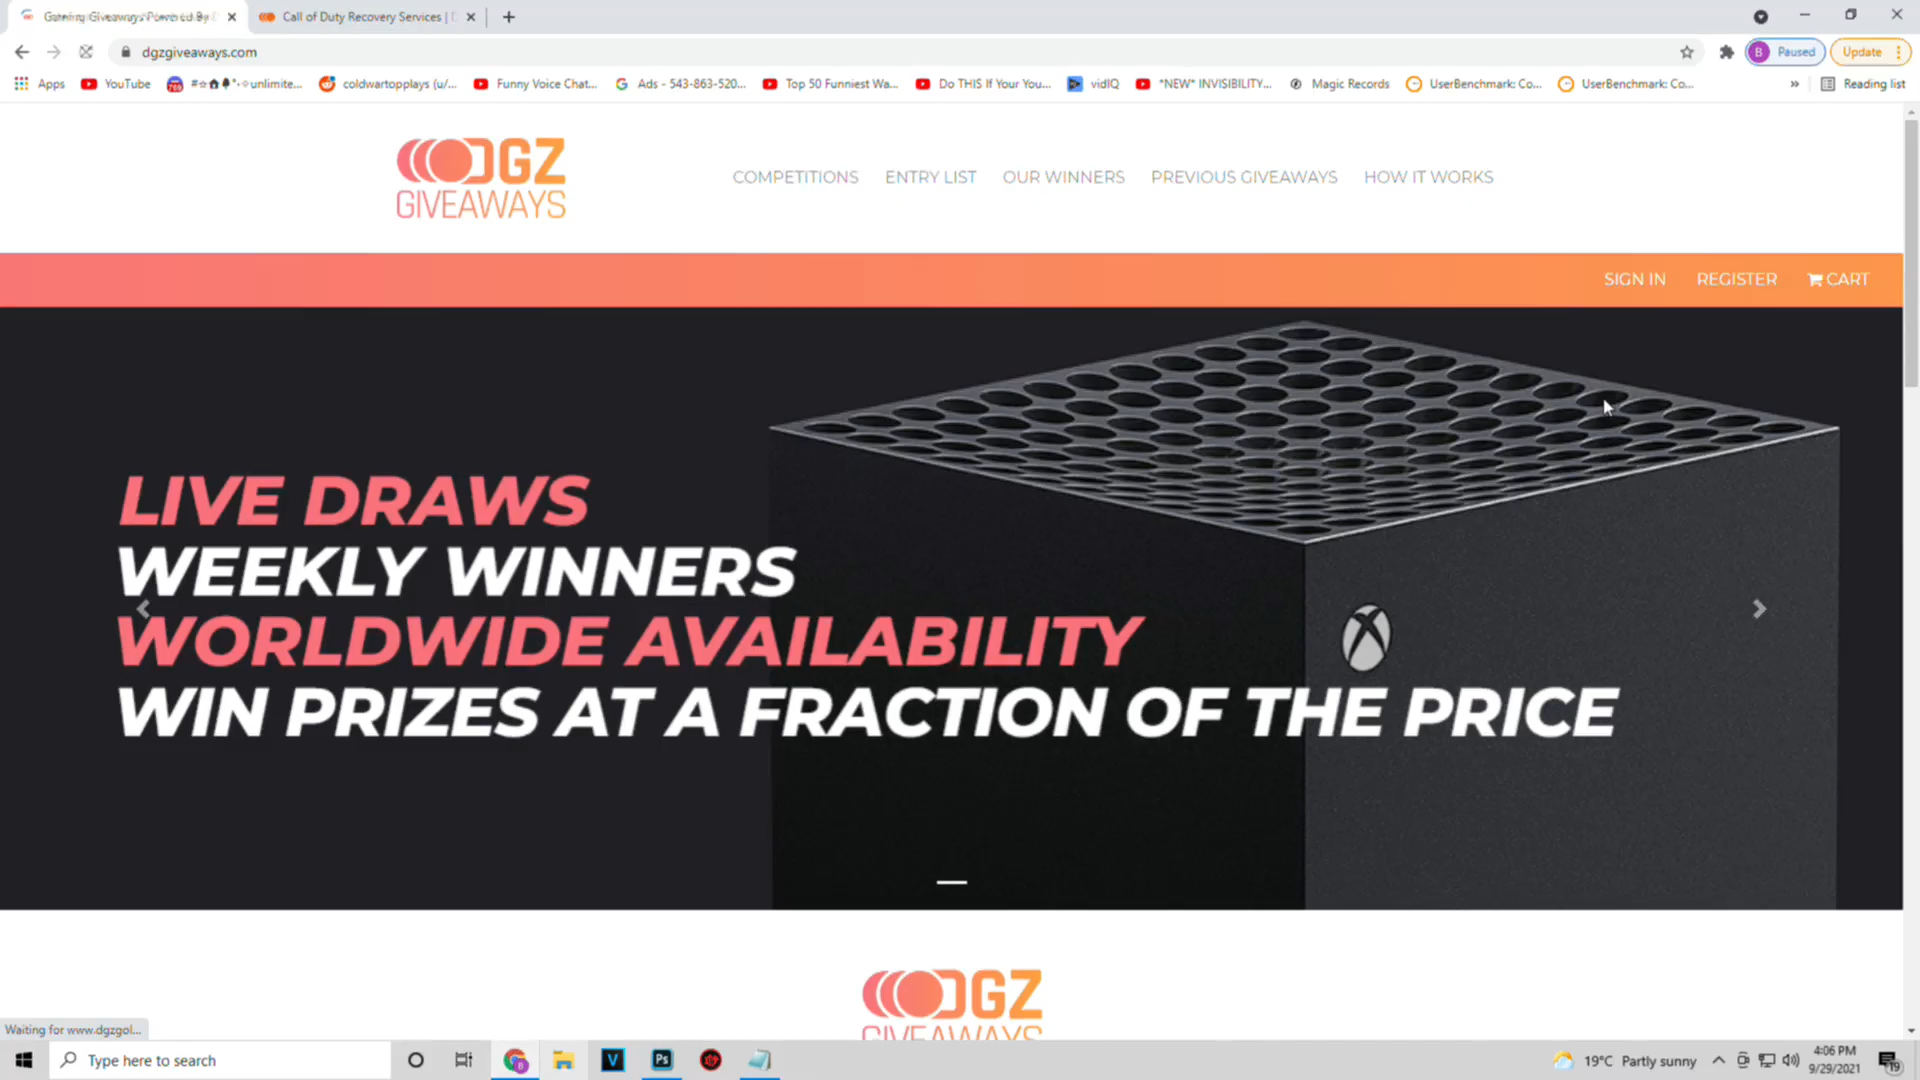 Call of Duty Recovery Services |
dgzgiveaways.com
B Paused
Update
Apps
YouTube
unlimite...
coldwartopplays (u/...
Funny Voice Chat...
Ads - 543-863-520...
Top 50 Funniest Wa...
Do THIS If Your You...
vidIQ
*NEW* INVISIBILITY...
Magic Records
UserBenchmark: Co...
UserBenchmark: Co...
»
Reading list
DGZ
GIVEAWAYS
COMPETITIONS
ENTRY LIST
OUR WINNERS
PREVIOUS GIVEAWAYS
HOW IT WORKS
SIGN IN
REGISTER
CART
LIVE DRAWS
WEEKLY WINNERS
WORLDWIDE AVAILABILITY
WIN PRIZES AT A FRACTION OF THE PRICE
DGZ
GIVEAWAYS
Waiting for www.dgzgol...
Type here to search
V
Ps
19°C Partly sunny
4:06 PM
9/29/2021
19